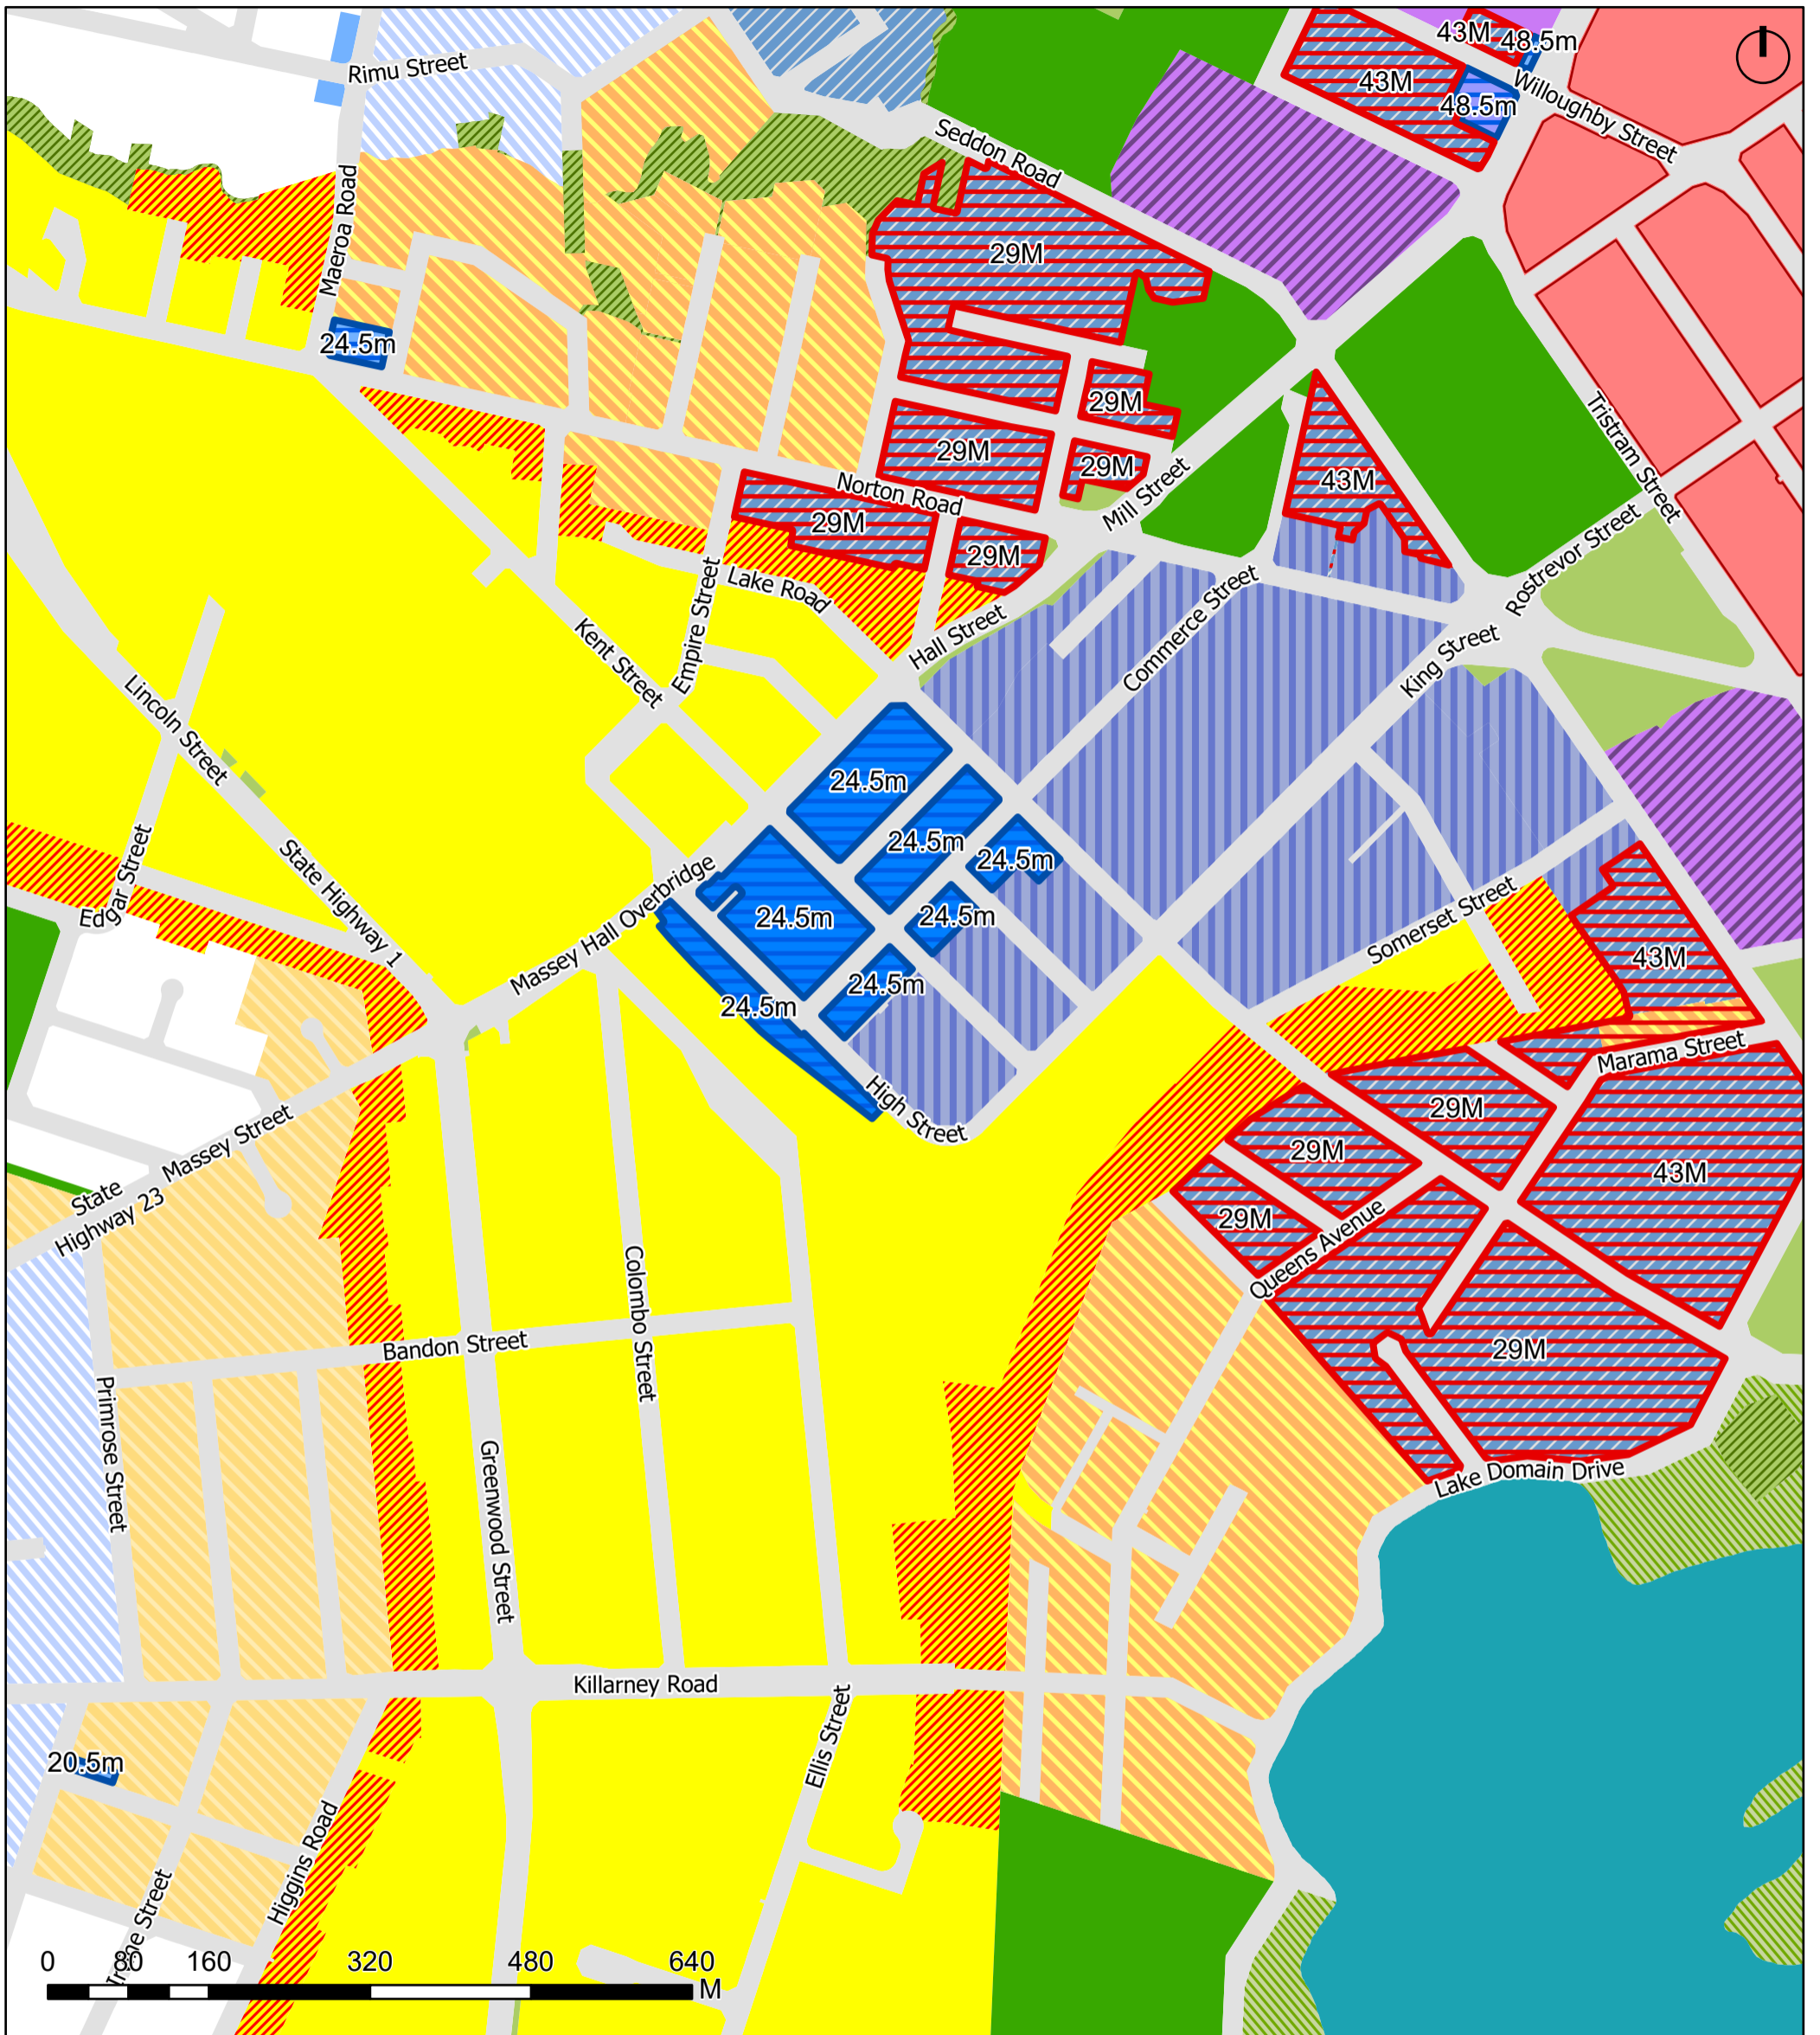 43M
48.5m
Rimu Street
43M
Willoughby Street
48.5m
Seddon Road
Maeroa Road
29M
24.5m
29M
Tristram Street
29M
29M
43M
Norton Road
Mill Street
29M
29M
Rostrevor Street
Lake Road
Empire Street
Commerce Street
Hall Street
Kent Street
King Street
Lincoln Street
24.5m
24.5m
24.5m
State Highway 1
Edgar Street
Massey Hall Overbridge
24.5m
24.5m
Somerset Street
43M
24.5m
24.5m
Marama Street
High Street
29M
Massey Street
29M
43M
State
Highway 23
29M
Queens Avenue
Colombo Street
Bandon Street
29M
Primrose Street
Greenwood Street
Lake Domain Drive
Killarney Road
Ellis Street
20.5m
Higgins Road
Irene Street
0 80 160 320 480 640
M